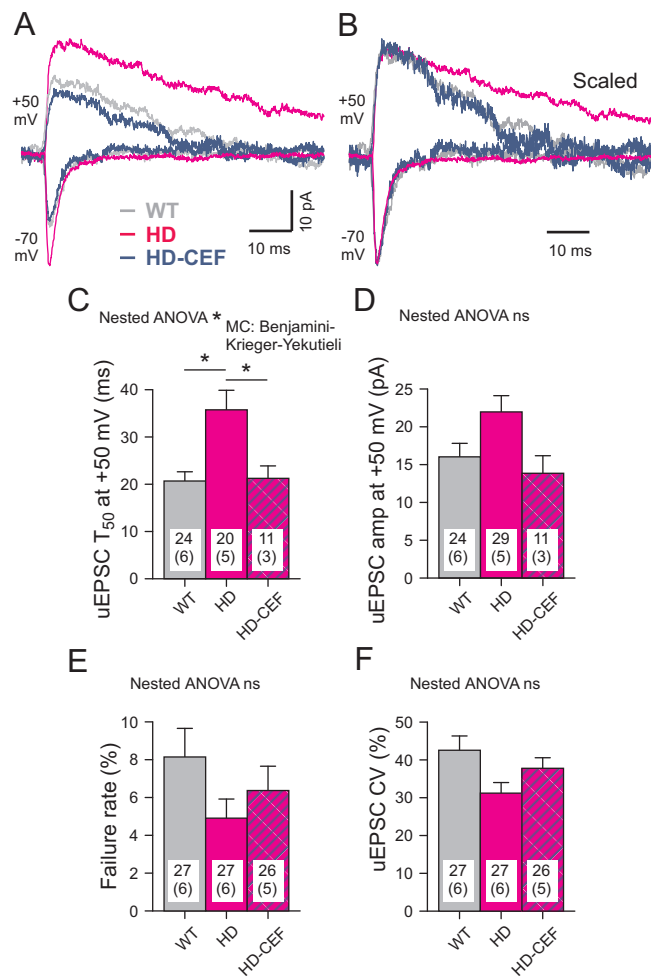 A
B
+50
mV
+50
mV
Scaled
10 pA
WT
HD
HD-CEF
10 ms
10 ms
-70
mV
-70
mV
C
Nested ANOVA *
MC: Benjamini-
Krieger-Yekutieli
* *
uEPSC T50 at +50 mV (ms)
40
30
20
10
0
24
(6)
20
(5)
11
(3)
WT
HD
HD-CEF
D
Nested ANOVA ns
uEPSC amp at +50 mV (pA)
25
20
15
10
5
0
24
(6)
29
(5)
11
(3)
WT
HD
HD-CEF
E
Nested ANOVA ns
Failure rate (%)
10
8
6
4
2
0
27
(6)
27
(6)
26
(5)
WT
HD
HD-CEF
F
Nested ANOVA ns
uEPSC CV (%)
50
40
30
20
10
0
27
(6)
27
(6)
26
(5)
WT
HD
HD-CEF